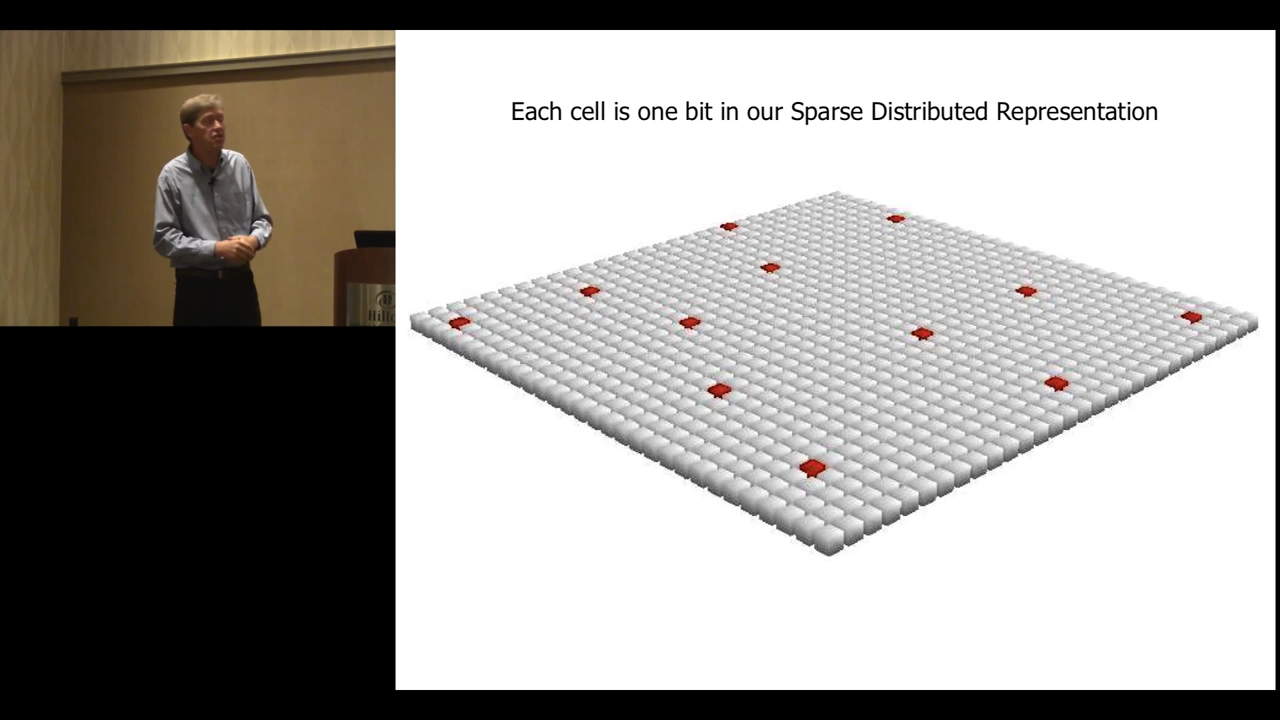 Each cell is one bit in our Sparse Distributed Representation